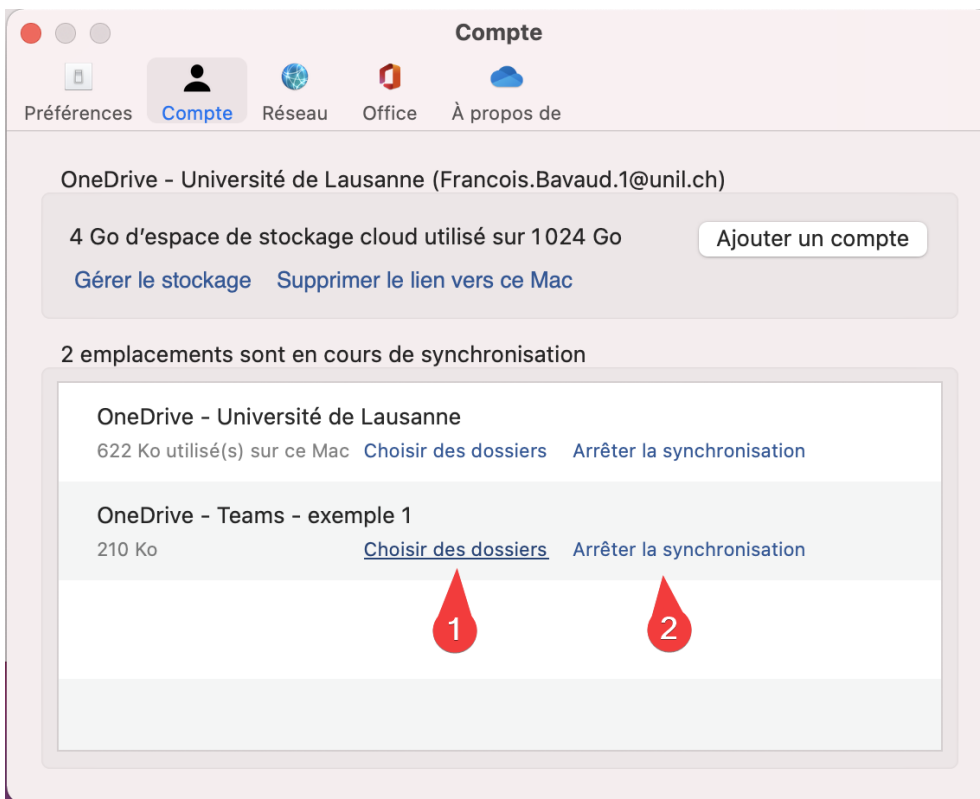 Compte
Préférences Compte Réseau Office À propos de
OneDrive - Université de Lausanne (Francois.Bavaud.1@unil.ch)
4 Go d’espace de stockage cloud utilisé sur 1 024 Go Ajouter un compte
Gérer le stockage Supprimer le lien vers ce Mac
2 emplacements sont en cours de synchronisation
OneDrive - Université de Lausanne
622 Ko utilisé(s) sur ce Mac Choisir des dossiers Arrêter la synchronisation
OneDrive - Teams - exemple 1
210 Ko Choisir des dossiers Arrêter la synchronisation
1 2